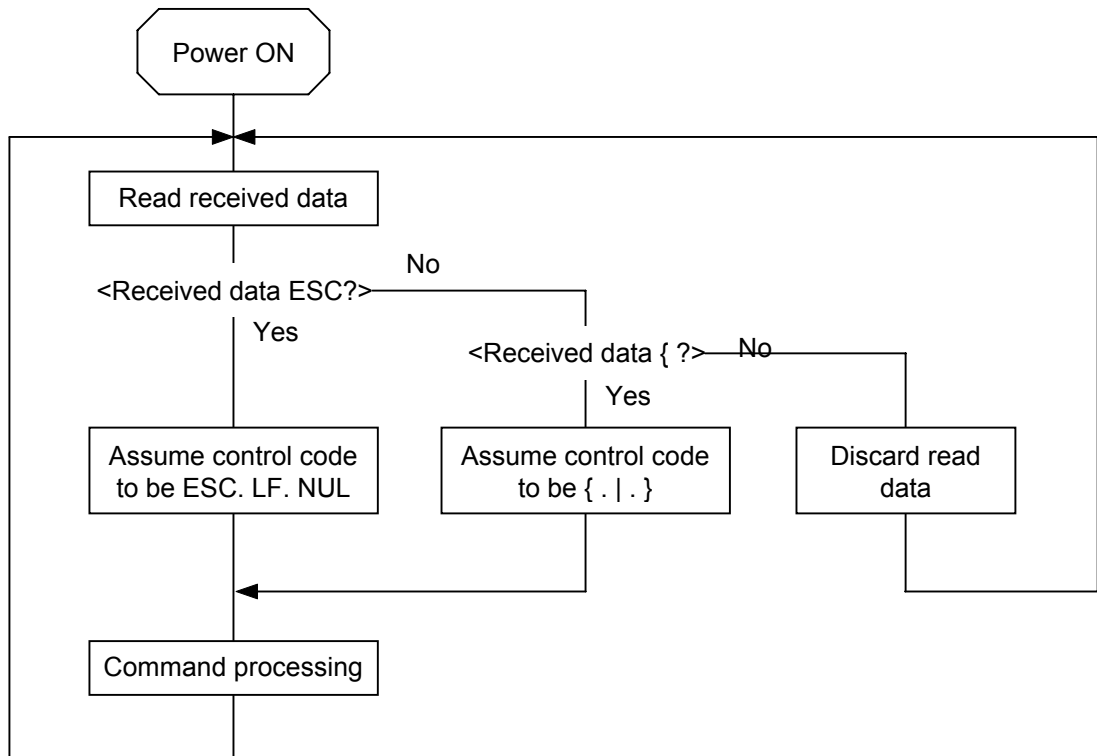 Power ON
Read received data
No
<Received data ESC?>
Yes
<Received data { ?>
No
Yes
Assume control code
to be ESC. LF. NUL
Assume control code
to be { . | . }
Discard read
data
Command processing